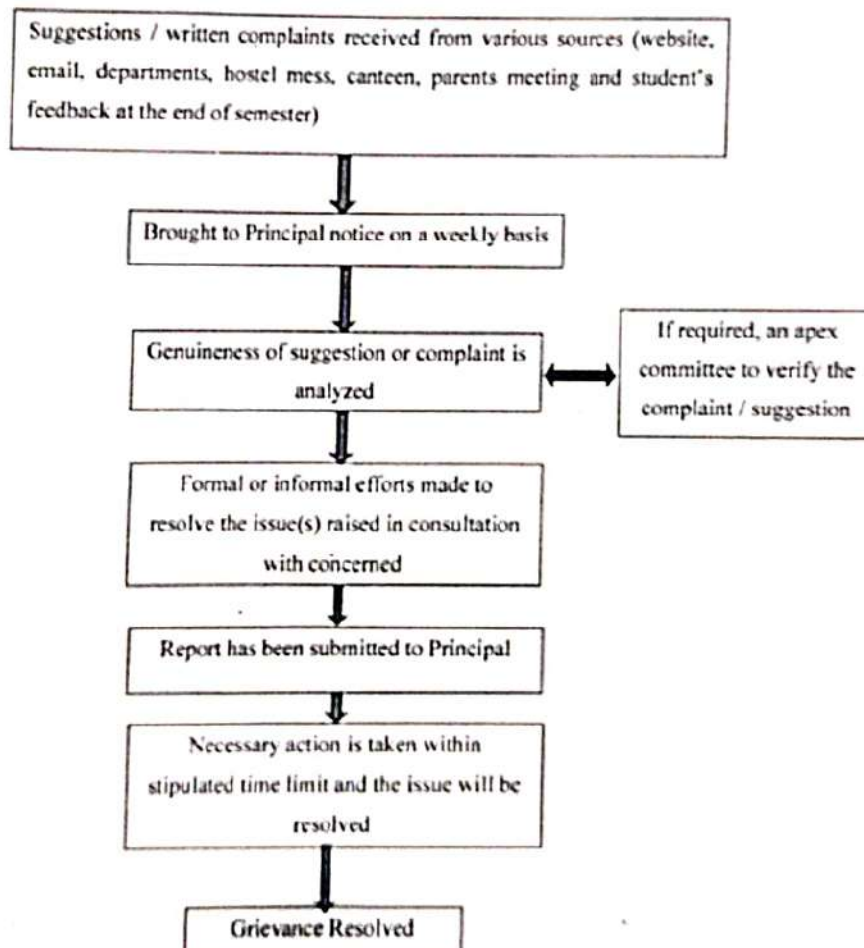 Suggestions / written complaints received from various sources (website,
email, departments, hostel mess, canteen, parents meeting and student's
feedback at the end of semester)
Brought to Principal notice on a weekly basis
Genuineness of suggestion or complaint is
analyzed
If required, an apex
committee to verify the
complaint / suggestion
Formal or informal efforts made to
resolve the issue(s) raised in consultation
with concerned
Report has been submitted to Principal
Necessary action is taken within
stipulated time limit and the issue will be
resolved
Grievance Resolved